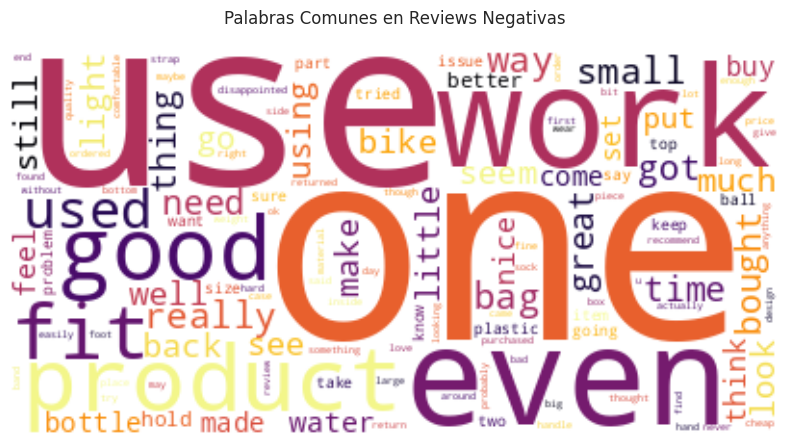 Palabras Comunes en Reviews Negativas
use
work
one
even
good
product
fit
used
way
small
buy
issue
better
part
end
strap
maybe
disappointed
tried
side
still
light
quality
comfortable
thing
go
using
bike
first
wear
order
bit
lot
enough
price
give
set
put
top
say
got
much
long
seem
come
found
without
ordered
right
bottom
returned
though
need
want
sure
ok
feel
problem
well
size
hard
case
really
material
make
day
little
know
looking
nice
bag
plastic
came
fine
sock
great
piece
box
item
going
keep
recommend
ball
anything
time
actually
u
design
bought
look
think
easily
foot
back
see
something
love
purchased
review
may
try
place
hand
bottle
hold
made
water
take
large
return
around
probably
bad
two
big
handle
thought
find
hand
never
cheap